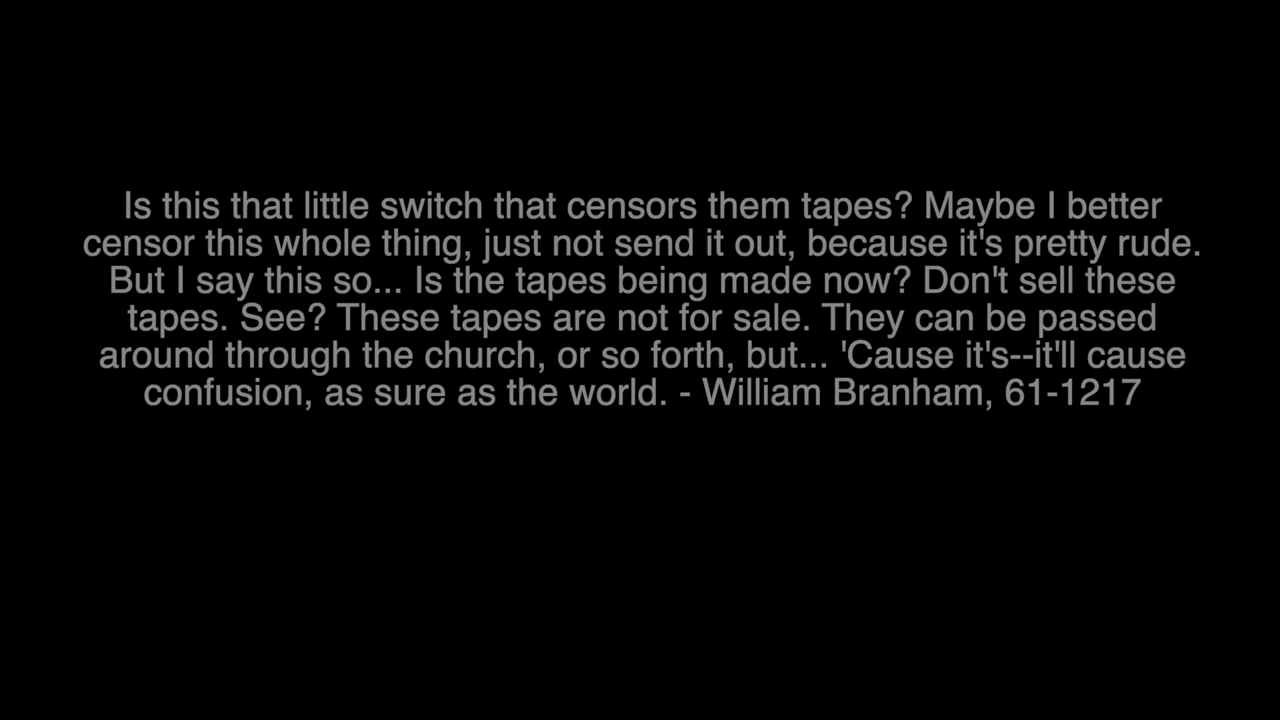 Is this that little switch that censors them tapes? Maybe I better
censor this whole thing, just not send it out, because it's pretty rude.
But I say this so... Is the tapes being made now? Don't sell these
tapes. See? These tapes are not for sale. They can be passed
around through the church, or so forth, but... 'Cause it's--it'll cause
confusion, as sure as the world. - William Branham, 61-1217